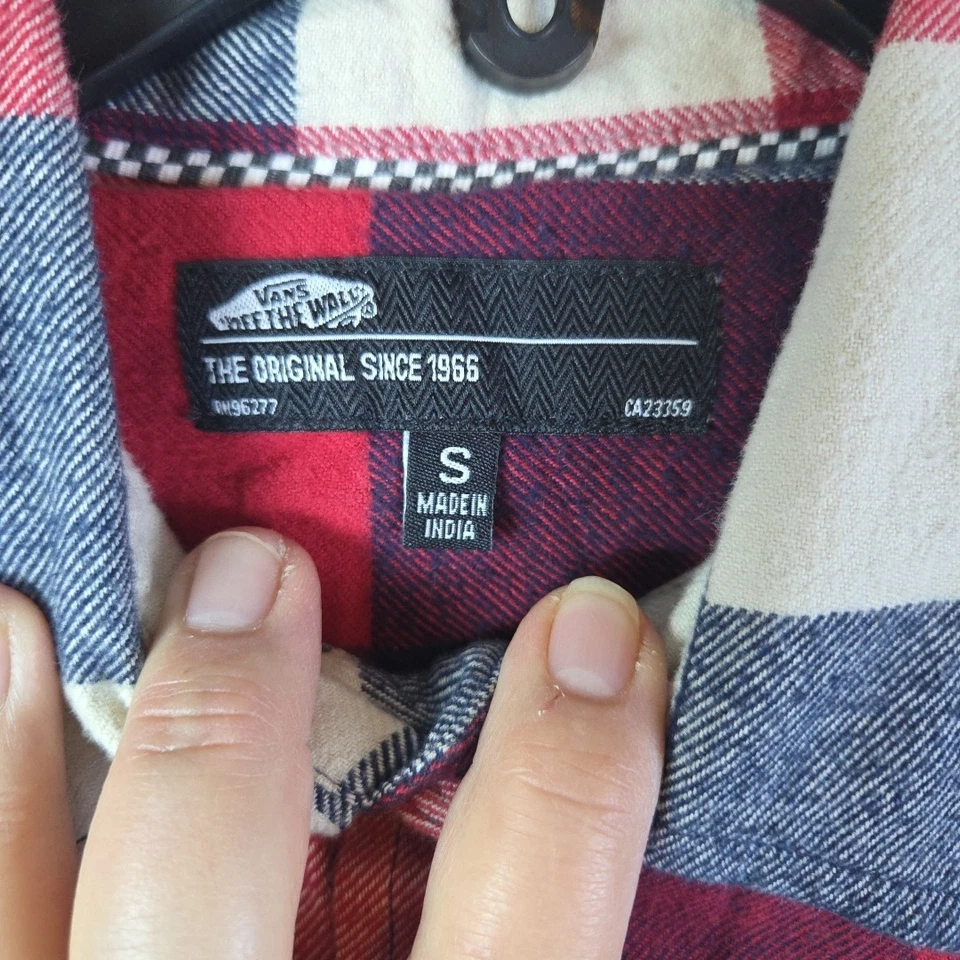 VANS
"OFF THE WALL"
THE ORIGINAL SINCE 1966
RN96277 CA23359
S
MADE IN
INDIA